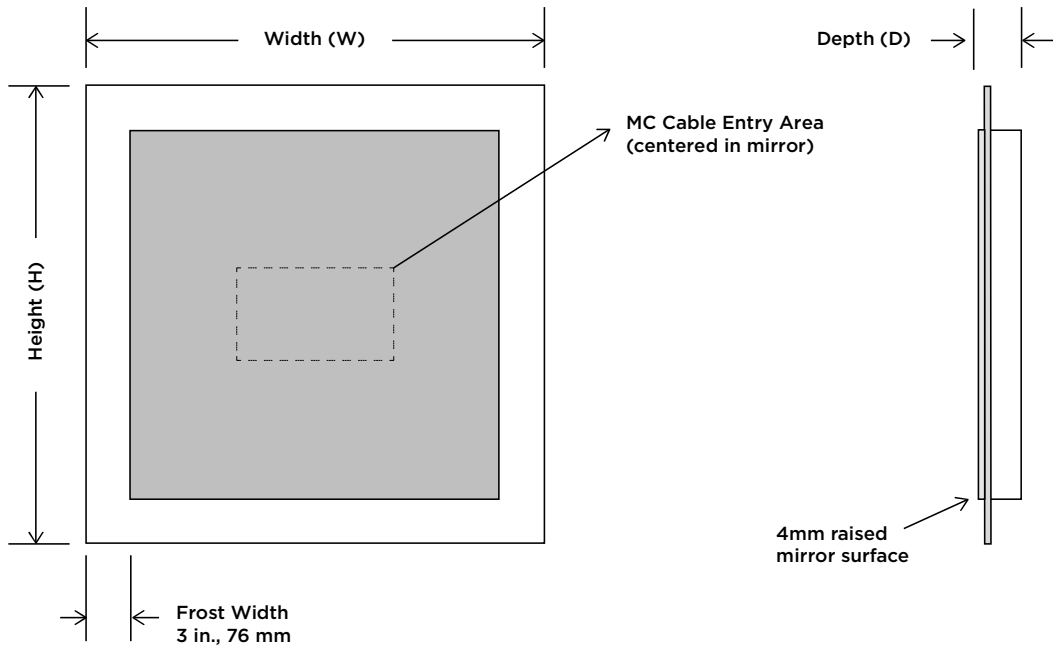 Width (W)
Depth (D)
MC Cable Entry Area
(centered in mirror)
Height (H)
4mm raised
mirror surface
Frost Width
3 in., 76 mm